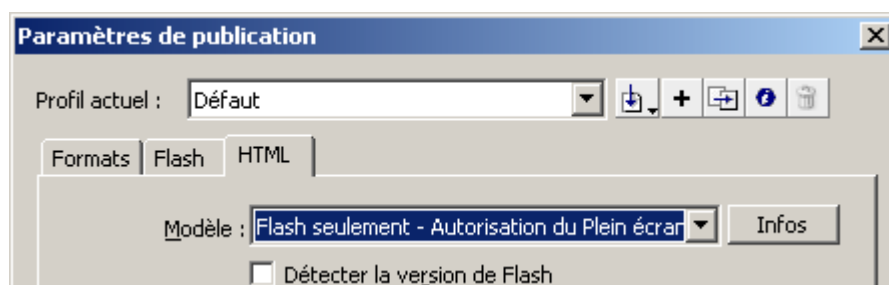 Paramètres de publication
Profil actuel : Défaut
Formats Flash HTML
Modèle : Flash seulement - Autorisation du Plein écran Infos
Détecter la version de Flash